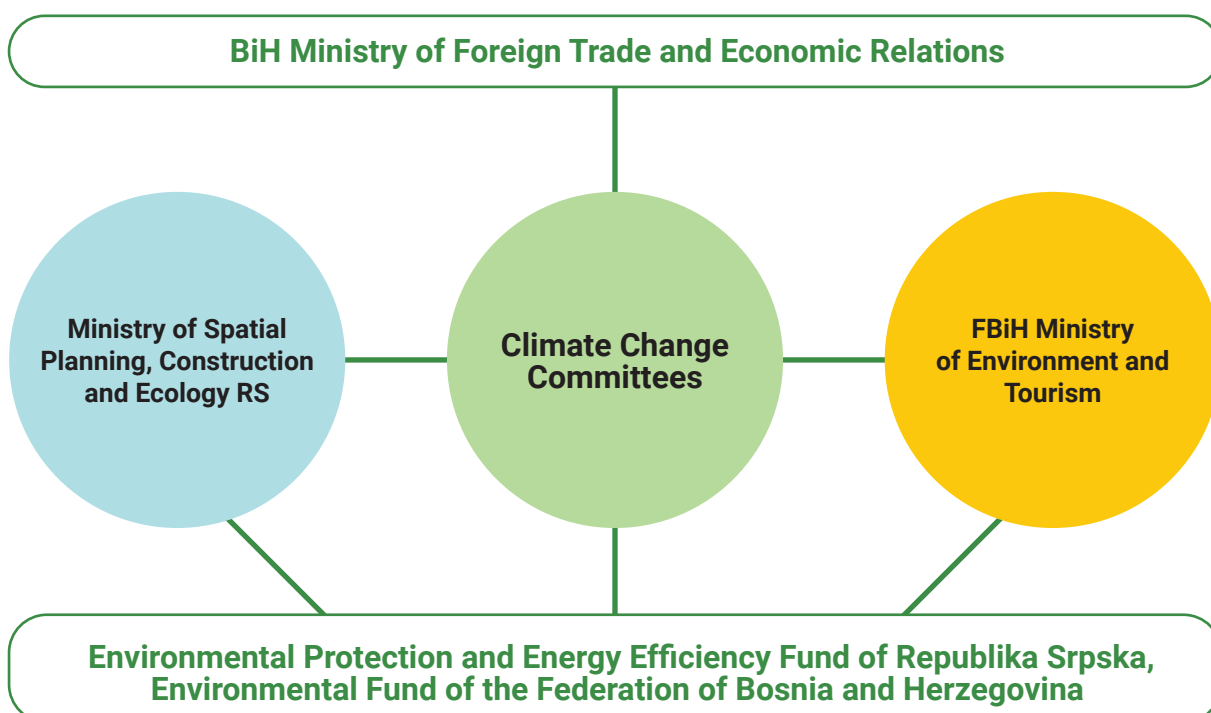 BiH Ministry of Foreign Trade and Economic Relations
Ministry of Spatial
Planning, Construction
and Ecology RS
Climate Change
Committees
FBiH Ministry
of Environment and
Tourism
Environmental Protection and Energy Efficiency Fund of Republika Srpska,
Environmental Fund of the Federation of Bosnia and Herzegovina